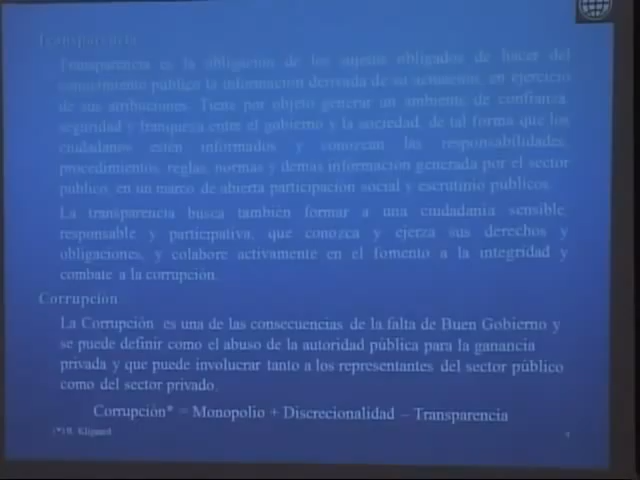 Transparencia
Transparencia es la obligación de los sujetos obligados de hacer del
conocimiento público la información derivada de su actuación, en ejercicio
de sus atribuciones. Tiene por objeto generar un ambiente de confianza,
seguridad y franqueza entre el gobierno y la sociedad, de tal forma que los
ciudadanos estén informados y conozcan las responsabilidades,
procedimientos, reglas, normas y demás información generada por el sector
público, en un marco de abierta participación social y escrutinio públicos.
La transparencia busca también formar a una ciudadanía sensible,
responsable y participativa, que conozca y ejerza sus derechos y
obligaciones, y colabore activamente en el fomento a la integridad y
combate a la corrupción.
Corrupción
La Corrupción es una de las consecuencias de la falta de Buen Gobierno y
se puede definir como el abuso de la autoridad pública para la ganancia
privada y que puede involucrar tanto a los representantes del sector público
como del sector privado.
Corrupción* = Monopolio + Discrecionalidad – Transparencia
(*) R. Kligaard